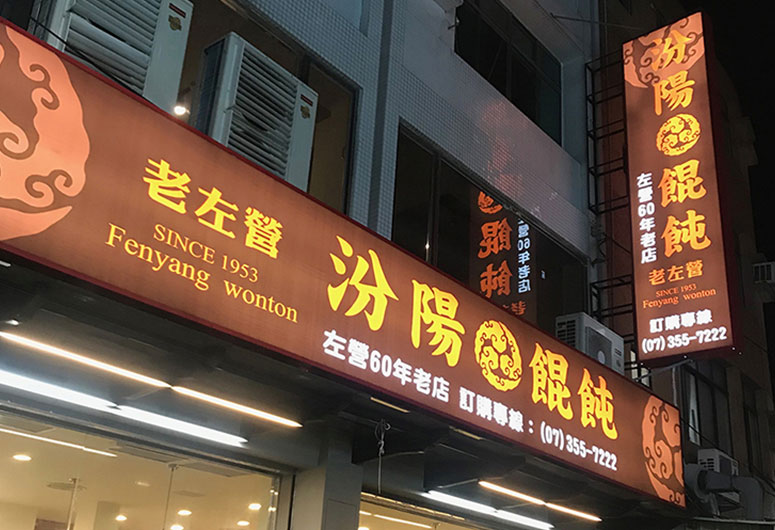 老左營
SINCE 1953
Fenyang wonton
汾陽餛飩
左營60年老店 訂購專線：(07)355-7222
汾陽餛飩
左營60年老店
老左營
SINCE 1953
Fenyang wonton
訂購專線
(07)355-7222